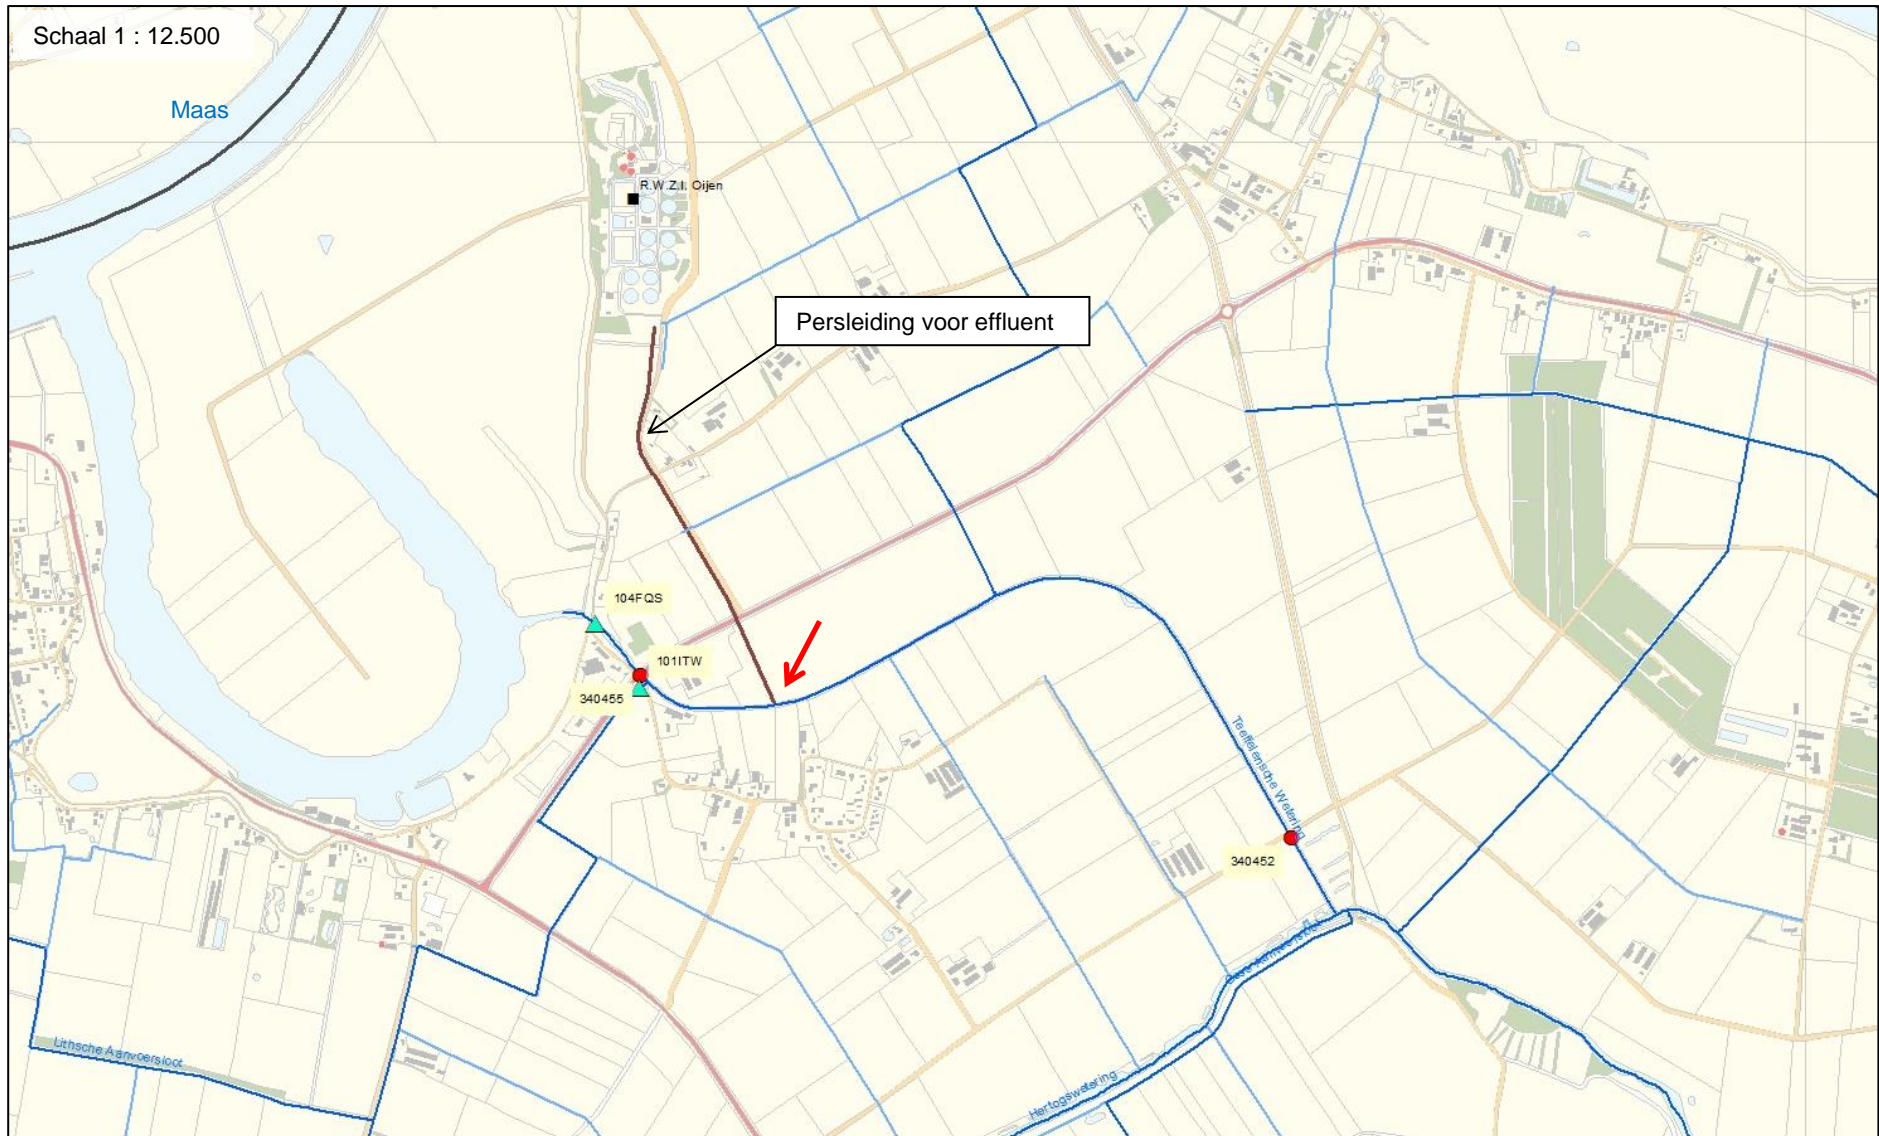 Schaal 1 : 12.500
Maas
R.W.Z.I. Oijen
Persleiding voor effluent
104FQS
101ITW
340455
Teeffelensche Wetering
340452
Lithsche Aanvoersloot
Hertogswetering